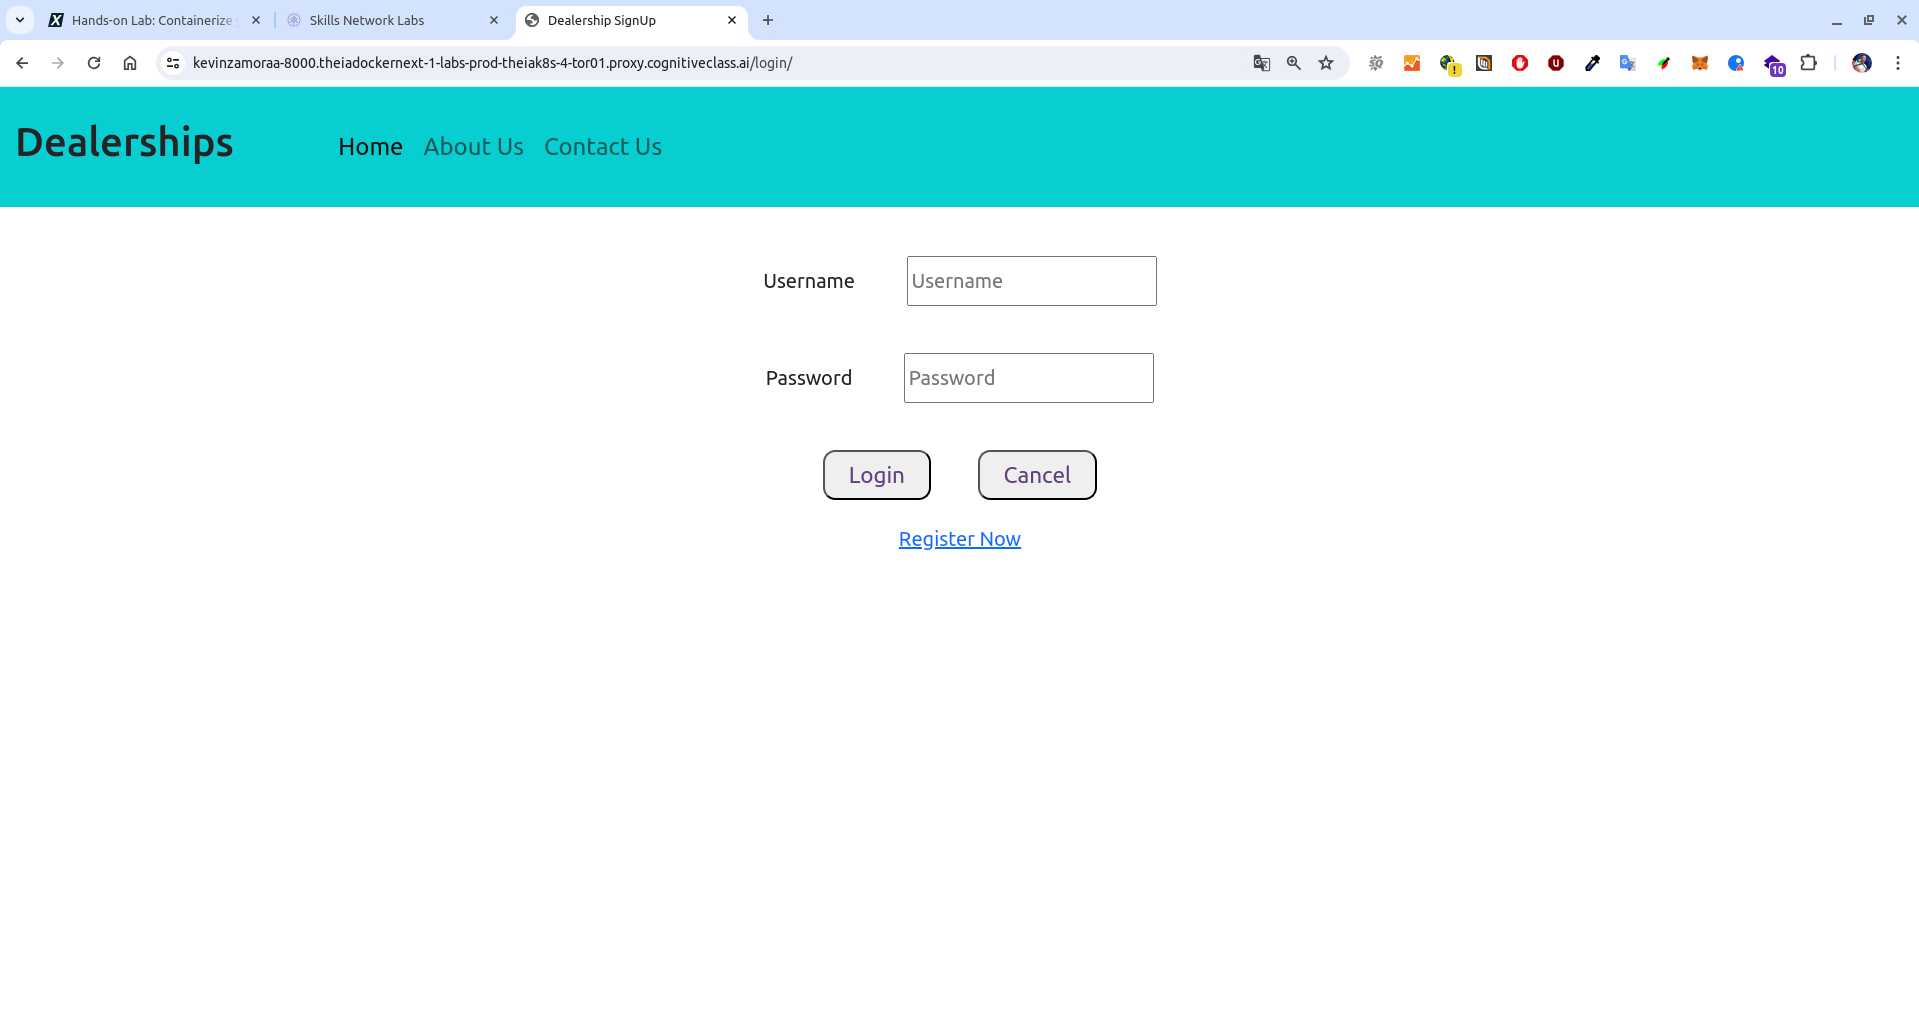 Hands-on Lab: Containerize
Skills Network Labs
Dealership SignUp
kevinzamoraa-8000.theiadockernext-1-labs-prod-theiak8s-4-tor01.proxy.cognitiveclass.ai/login/
10
Dealerships
Home About Us Contact Us
Username Username
Password Password
Login Cancel
Register Now